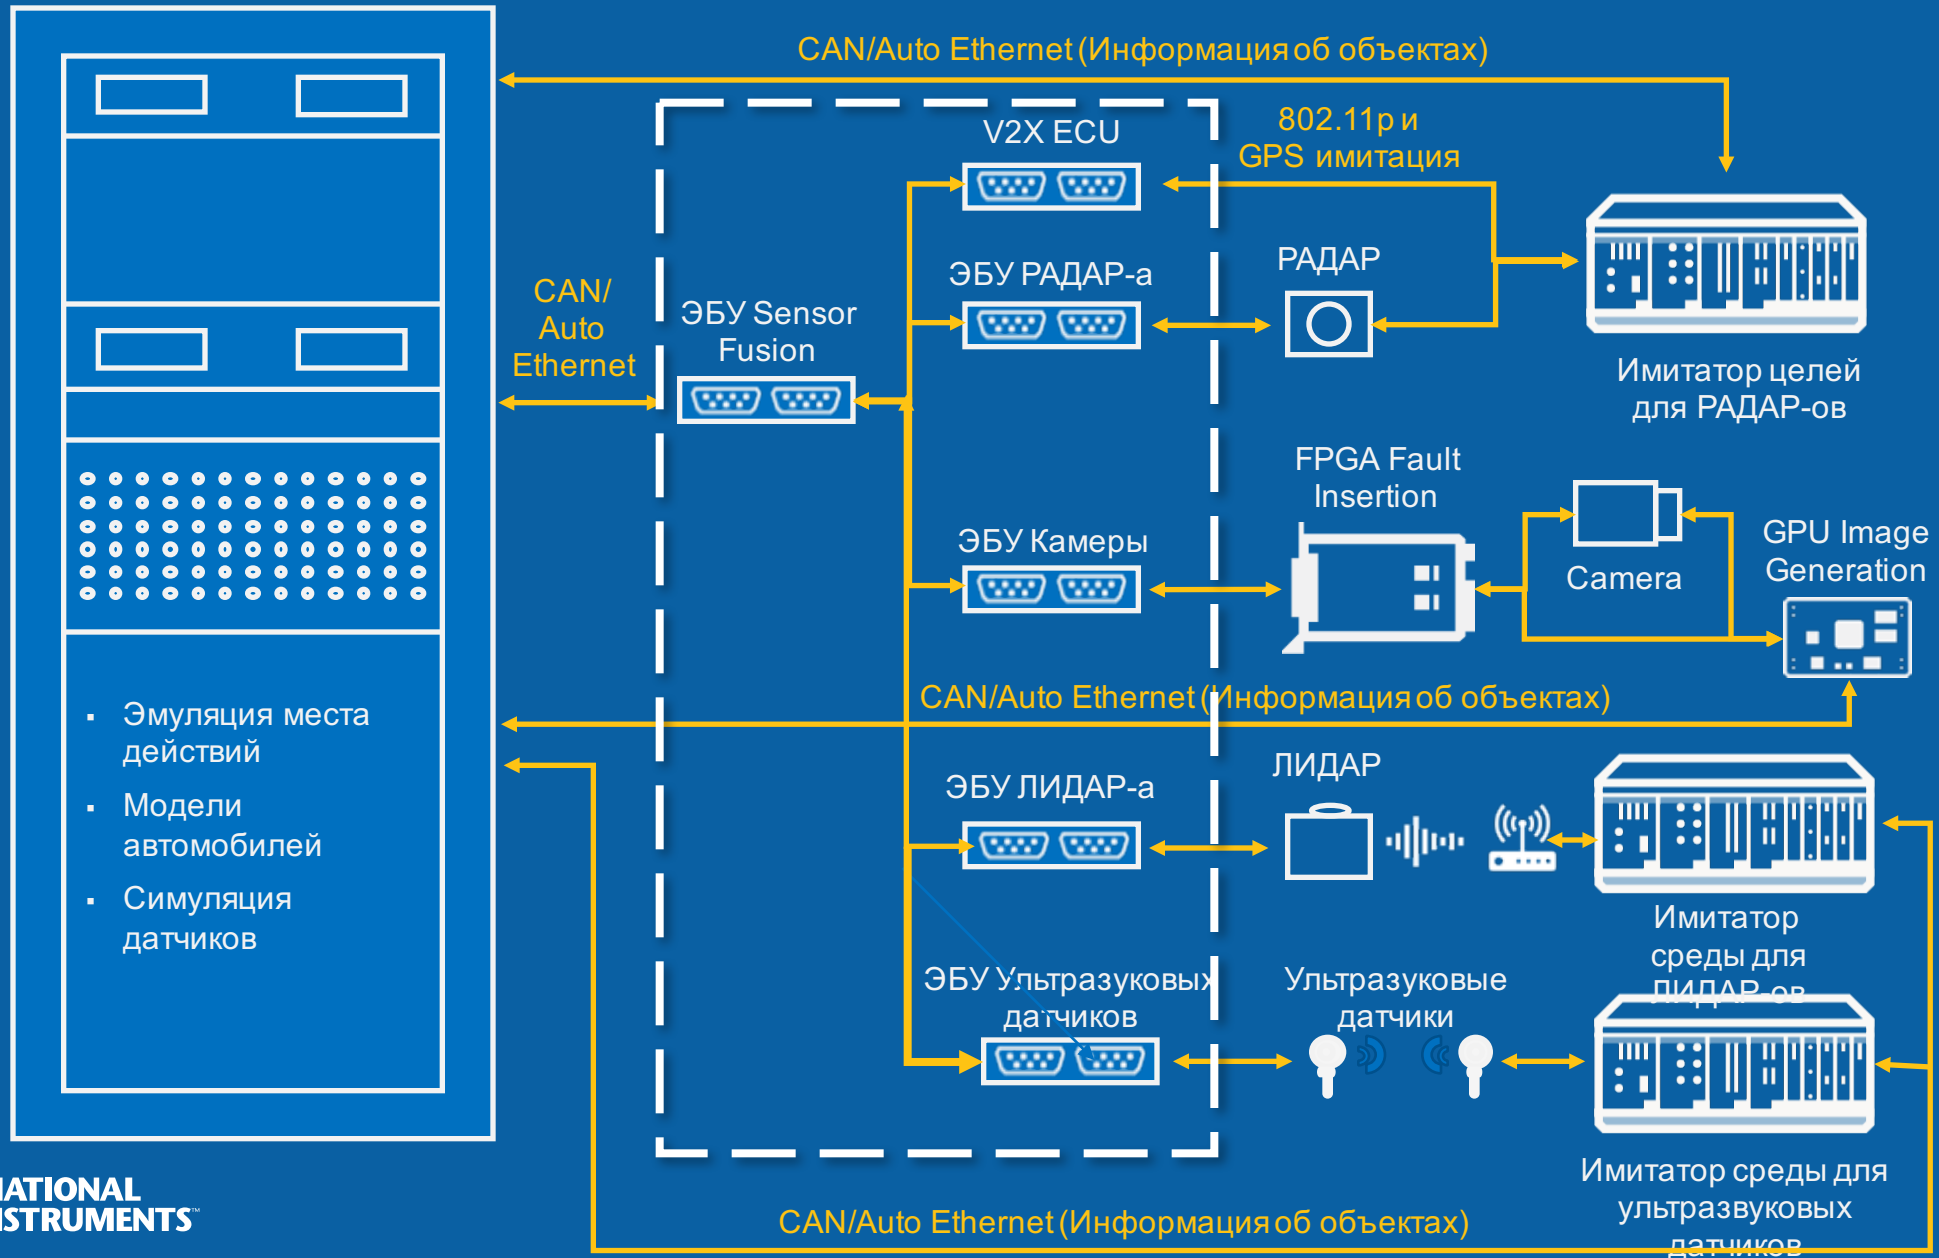 CAN/Auto Ethernet (Информация об объектах)
V2X ECU
802.11p и
GPS имитация
ЭБУ РАДАР-а
РАДАР
CAN/
Auto
Ethernet
ЭБУ Sensor
Fusion
Имитатор целей
для РАДАР-ов
FPGA Fault
Insertion
ЭБУ Камеры
Camera
GPU Image
Generation
CAN/Auto Ethernet (Информация об объектах)
▪ Эмуляция места
действий
▪ Модели
автомобилей
▪ Симуляция
датчиков
ЭБУ ЛИДАР-а
ЛИДАР
Имитатор
среды для
ЛИДАР-ов
ЭБУ Ультразуковых
датчиков
Ультразуковые
датчики
Имитатор среды для
ультразвуковых
датчиков
NATIONAL
INSTRUMENTS™
CAN/Auto Ethernet (Информация об объектах)